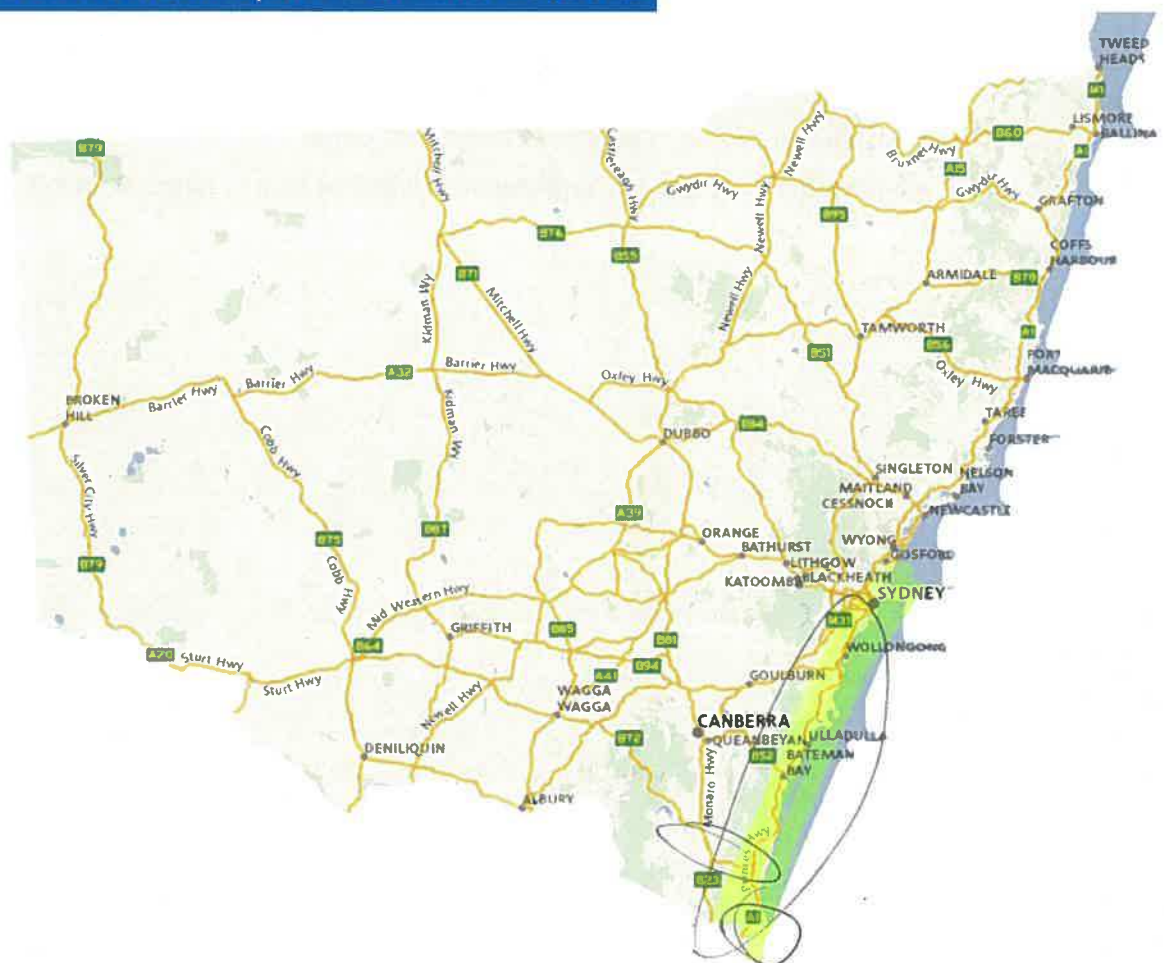 TWEED
HEADS
M1
LISMORE
BALLINA
B79
Mitchell Hwy
Castlereagh Hwy
Newell Hwy
Bruxner Hwy
B60
A1
A15
Gwydir Hwy
Gwydir Hwy
GRAFTON
B95
B76
B55
Newell Hwy
COFFS
HARBOUR
B71
ARMIDALE
B78
Kidman Wy
Mitchell Hwy
Newell Hwy
TAMWORTH
A1
B51
B56
PORT
MACQUARIE
Oxley Hwy
Barrier Hwy
A32
Barrier Hwy
Oxley Hwy
BROKEN
HILL
Barrier Hwy
Kidman Wy
TAREE
B84
DUBBO
FORSTER
Cobb Hwy
Silver City Hwy
SINGLETON
MAITLAND
NELSON
BAY
CESSNOCK
NEWCASTLE
A39
B87
B75
ORANGE
WYONG
BATHURST
GOSFORD
B79
LITHGOW
KATOOMBA
BLACKHEATH
Cobb Hwy
Mid Western Hwy
SYDNEY
M31
GRIFFITH
B85
B81
B64
WOLLONGONG
A20
Sturt Hwy
B94
A41
GOULBURN
Sturt Hwy
Newell Hwy
WAGGA
WAGGA
CANBERRA
B72
QUEANBEYAN
ULLADULLA
DENILIQUIN
B52
BATEMAN
BAY
Monaro Hwy
ALBURY
Princes Hwy
B23
A1